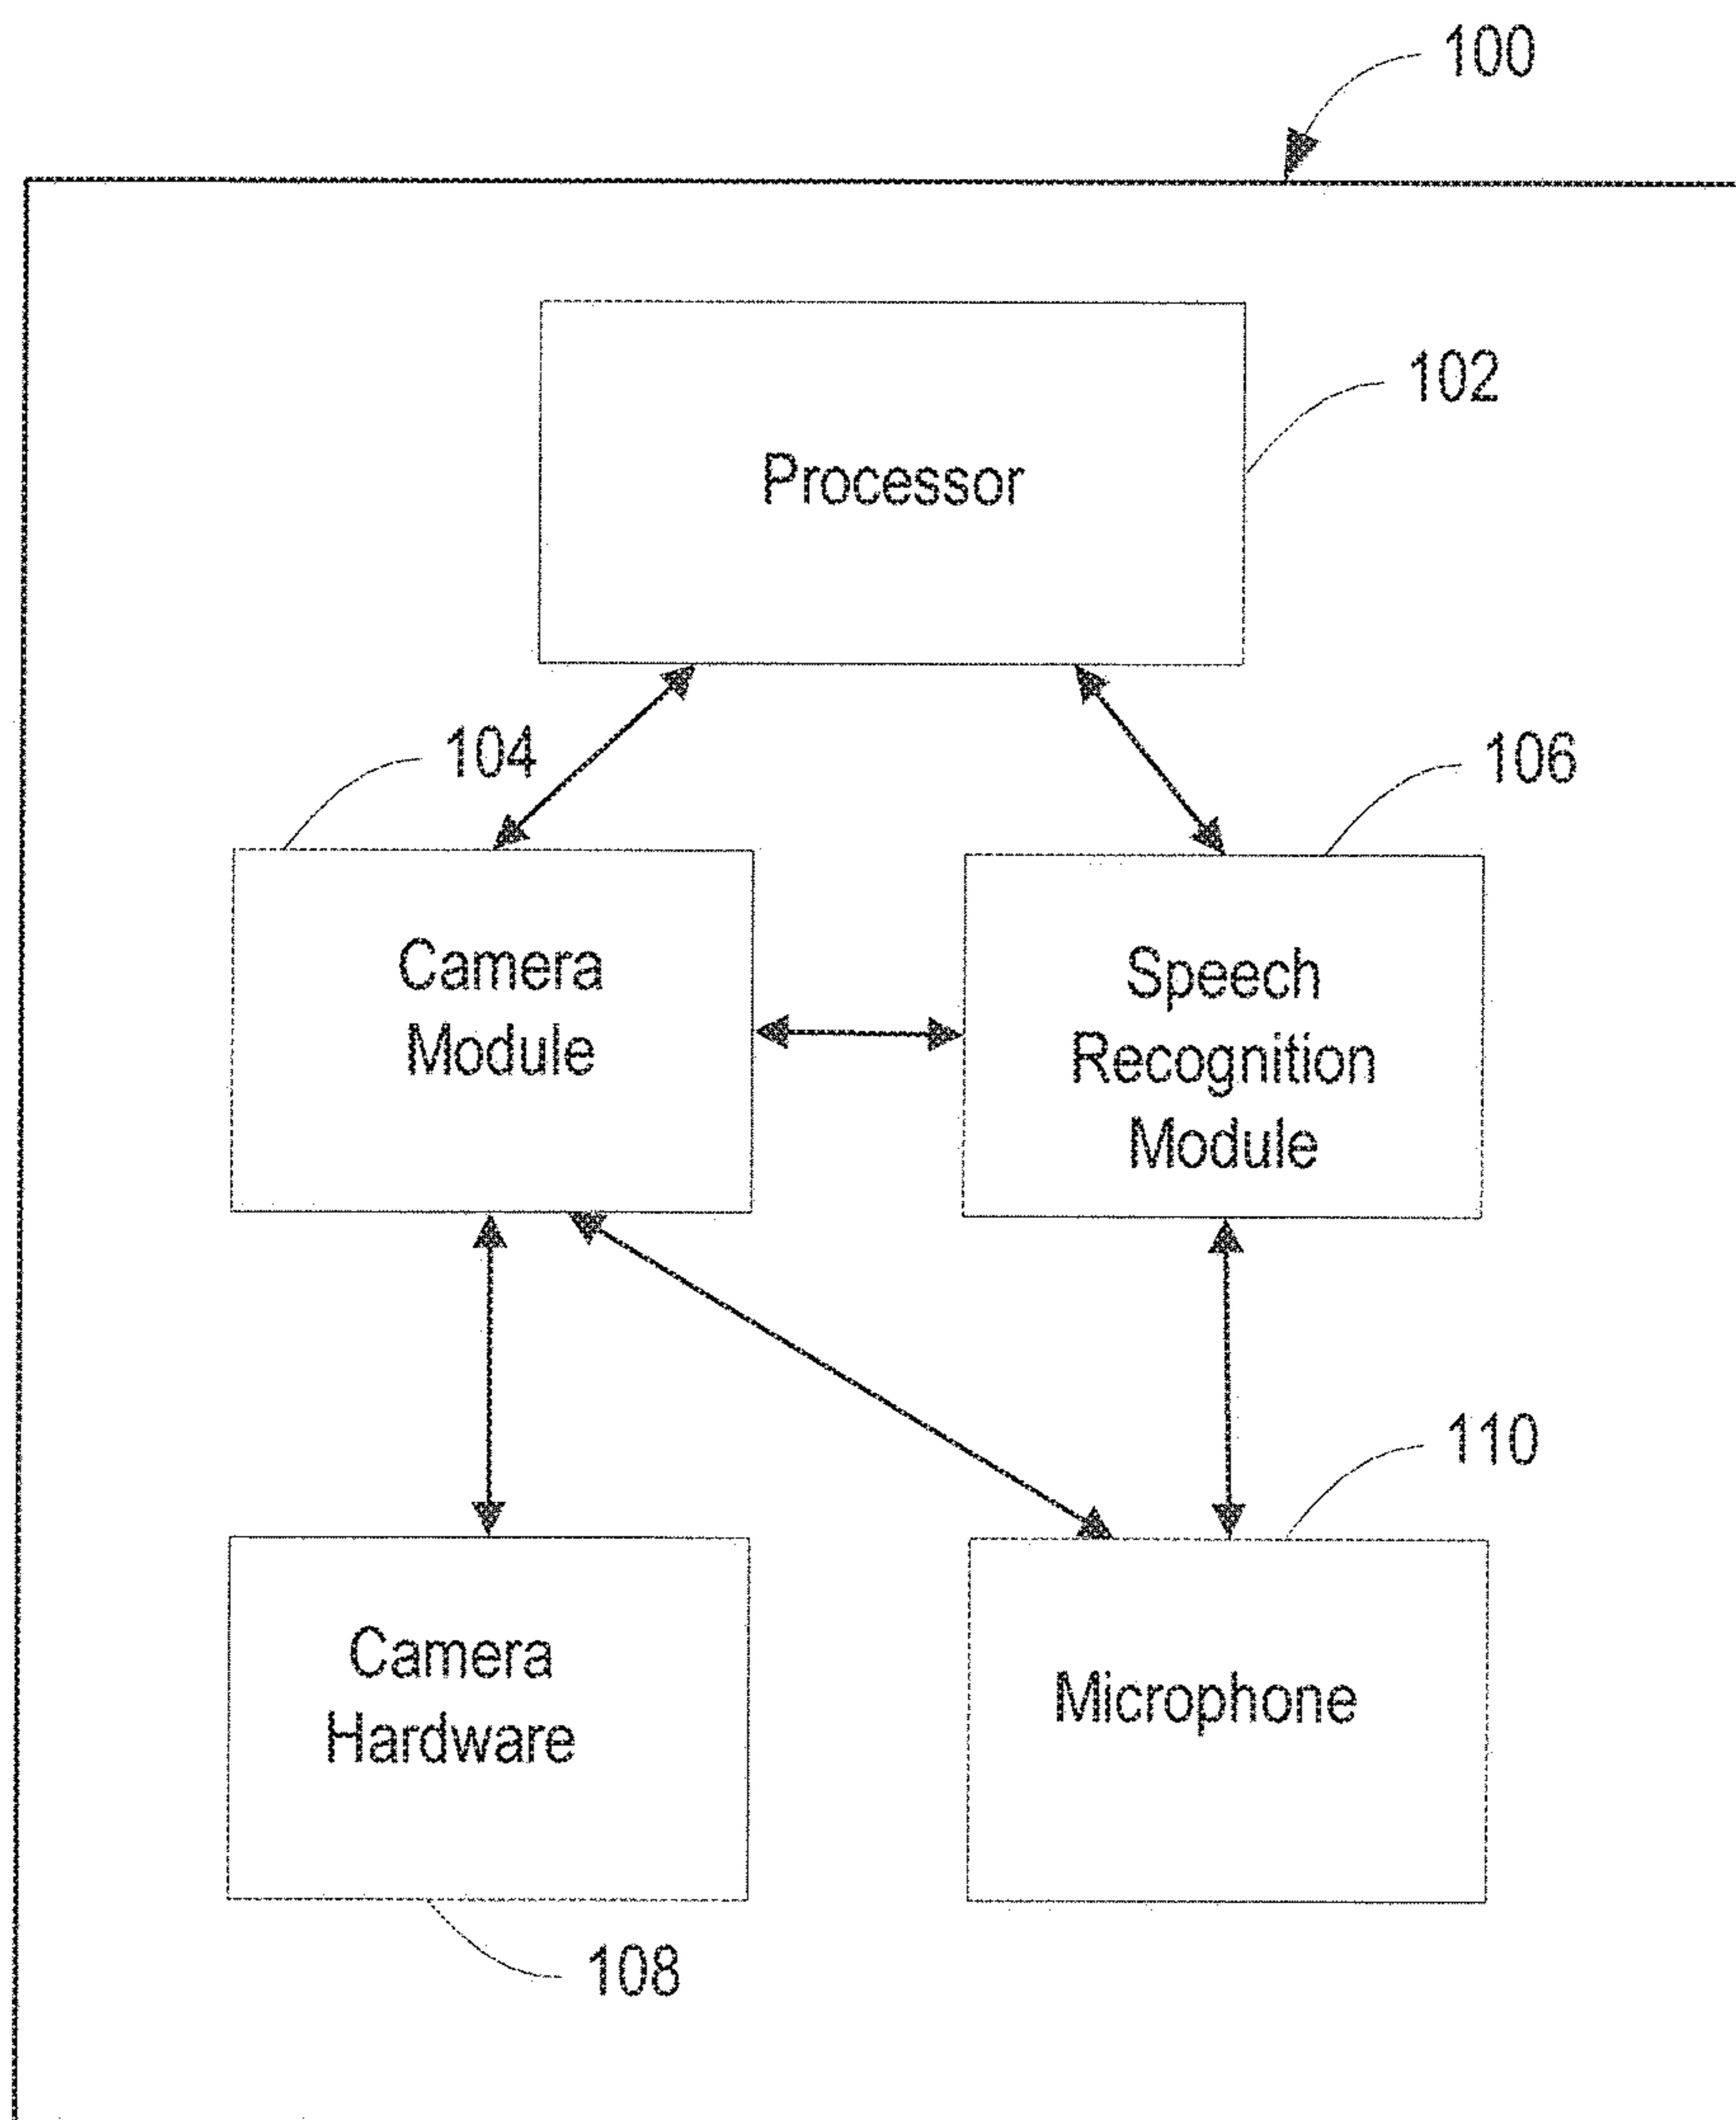 100
102
Processor
104
106
Camera
Module
Speech
Recognition
Module
110
Camera
Hardware
Microphone
108